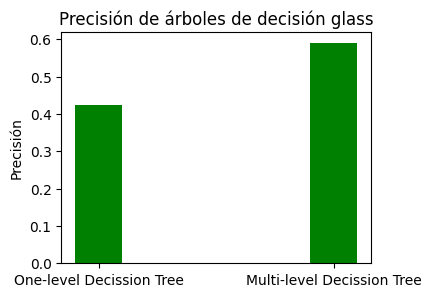 Precisión de árboles de decisión glass
Precisión
0.6
0.5
0.4
0.3
0.2
0.1
0.0
One-level Decission Tree
Multi-level Decission Tree